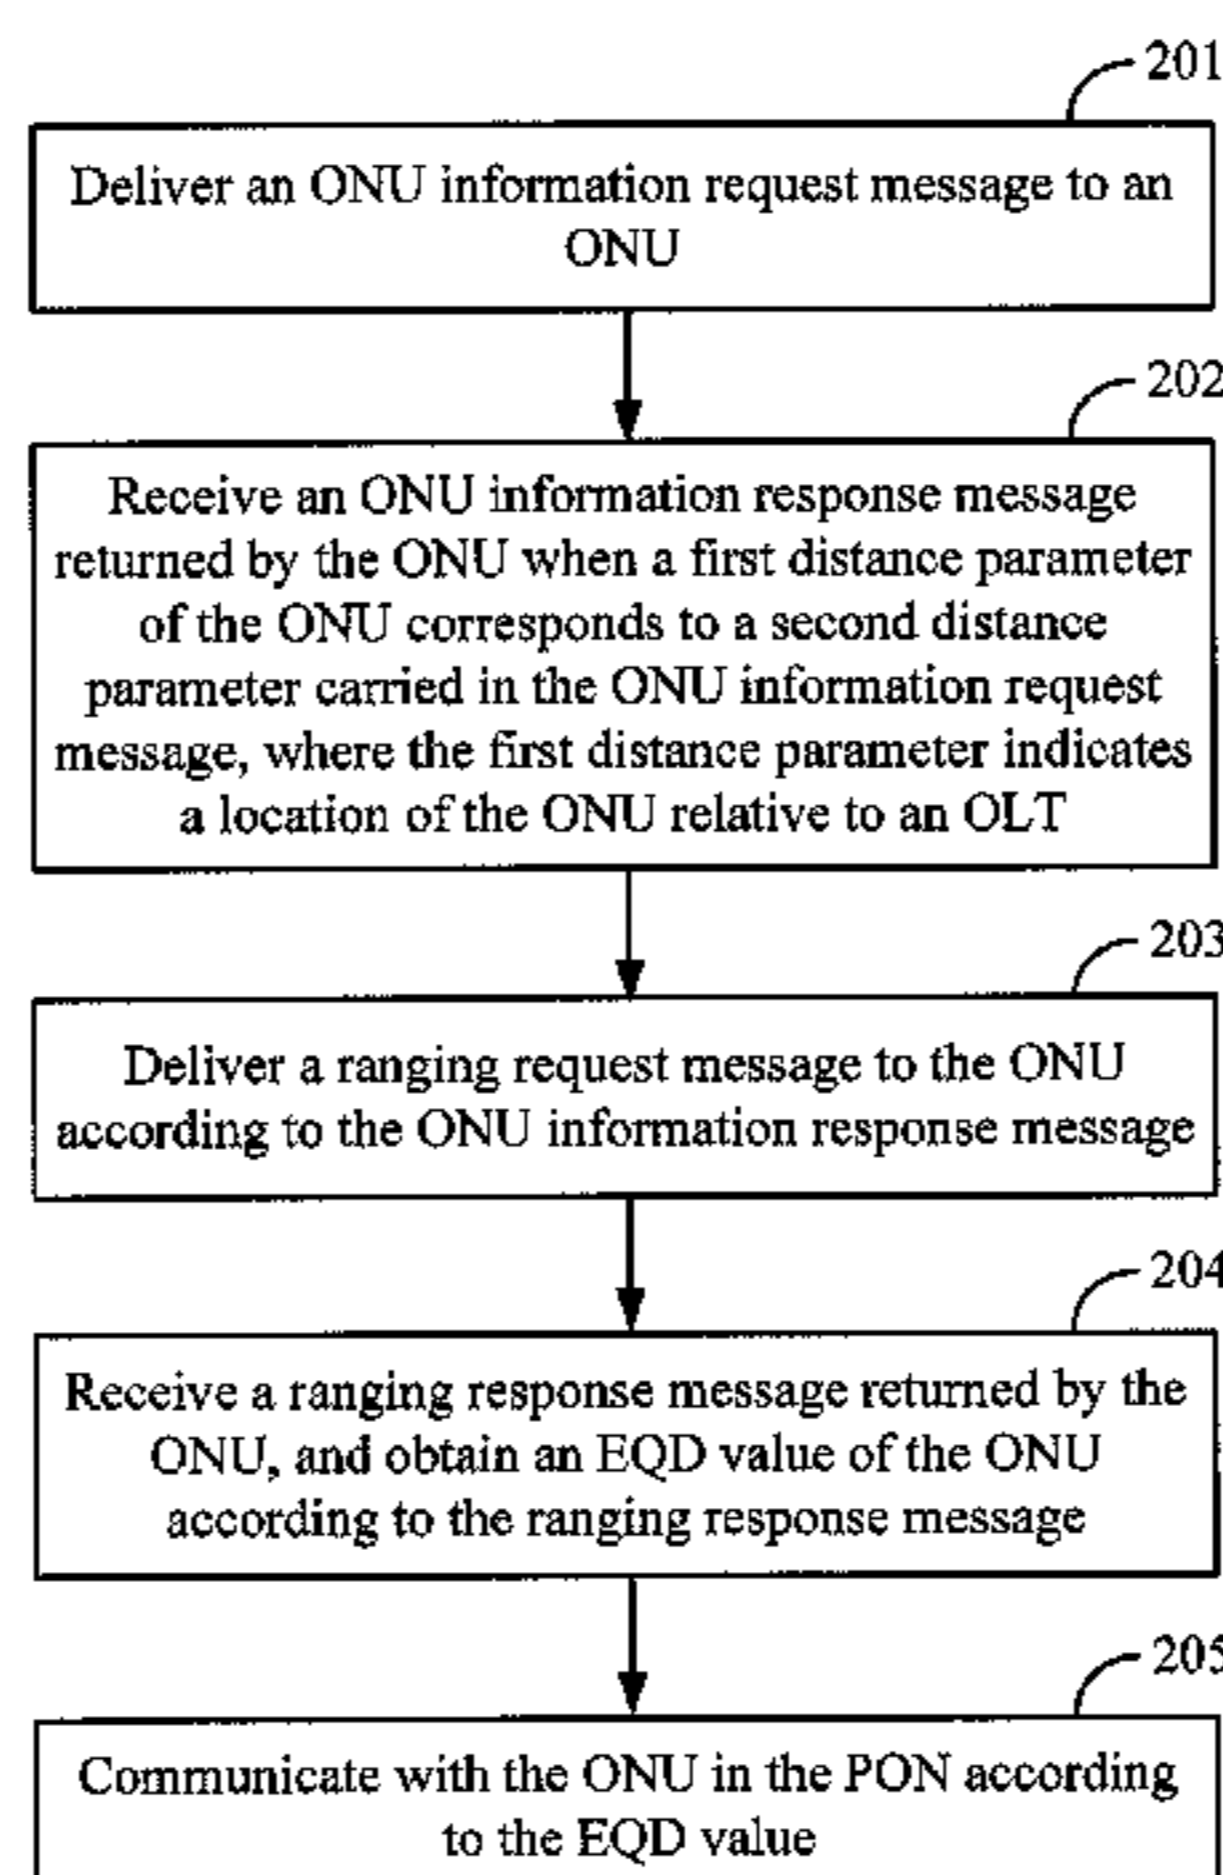 201
Deliver an ONU information request message to an
ONU
202
Receive an ONU information response message
returned by the ONU when a first distance parameter
of the ONU corresponds to a second distance
parameter carried in the ONU information request
message, where the first distance parameter indicates
a location of the ONU relative to an OLT
203
Deliver a ranging request message to the ONU
according to the ONU information response message
204
Receive a ranging response message returned by the
ONU, and obtain an EQD value of the ONU
according to the ranging response message
205
Communicate with the ONU in the PON according
to the EQD value